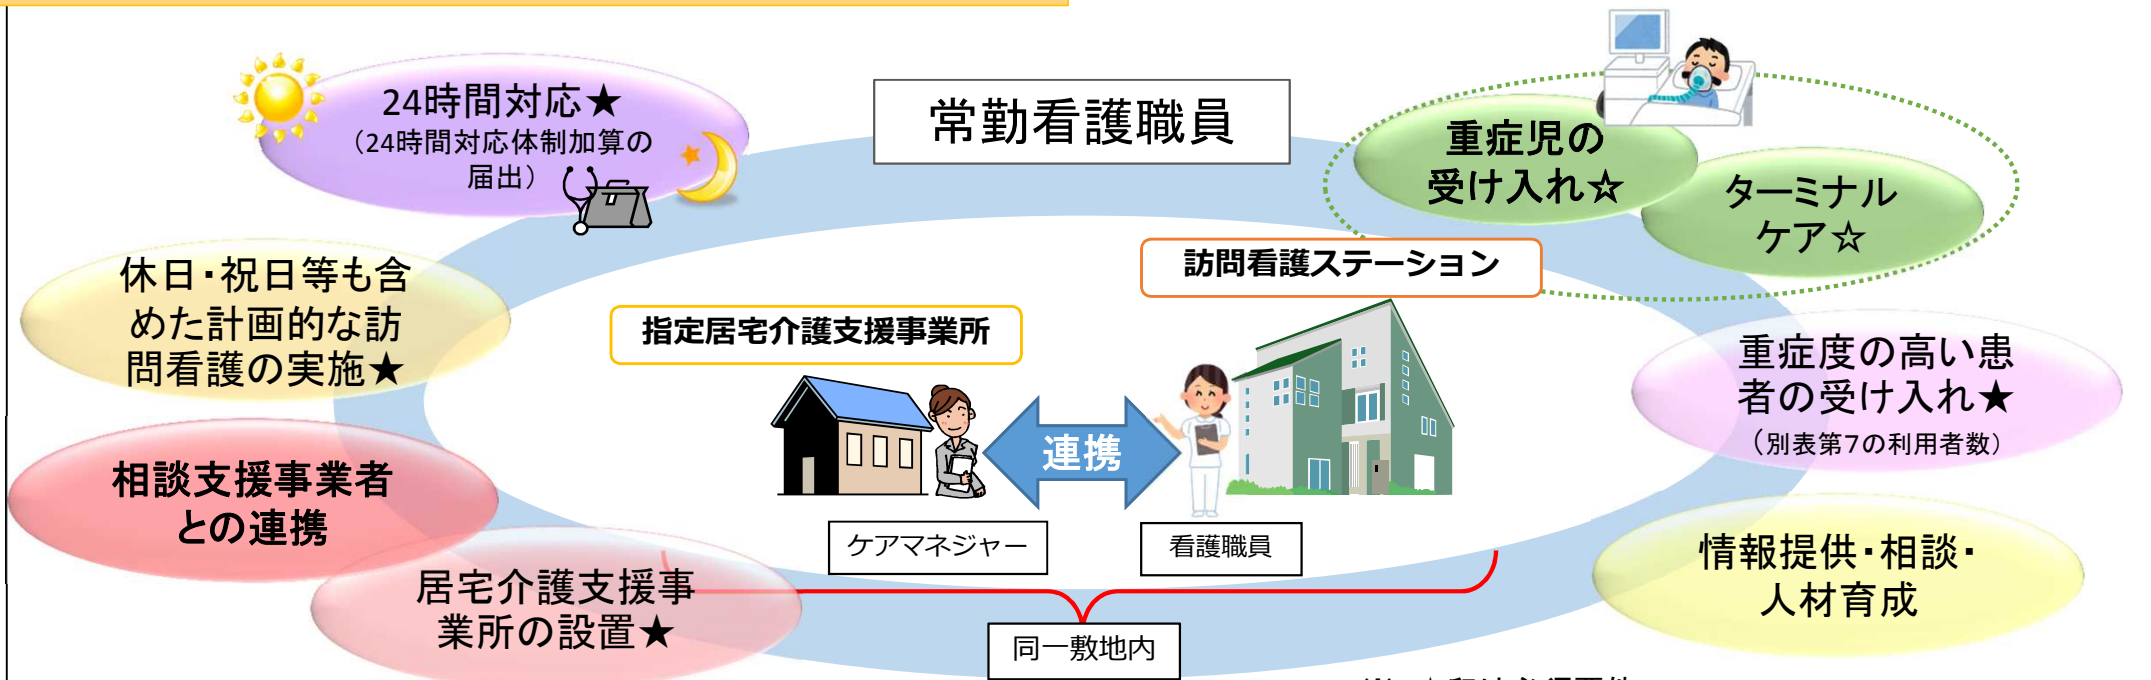 24時間対応★
（24時間対応体制加算の
届出）
常勤看護職員
重症児の
受け入れ☆
ターミナル
ケア☆
休日・祝日等も含
めた計画的な訪
問看護の実施★
訪問看護ステーション
指定居宅介護支援事業所
重症度の高い患
者の受け入れ★
（別表第7の利用者数）
連携
相談支援事業者
との連携
ケアマネジャー
看護職員
情報提供・相談・
人材育成
居宅介護支援事
業所の設置★
同一敷地内